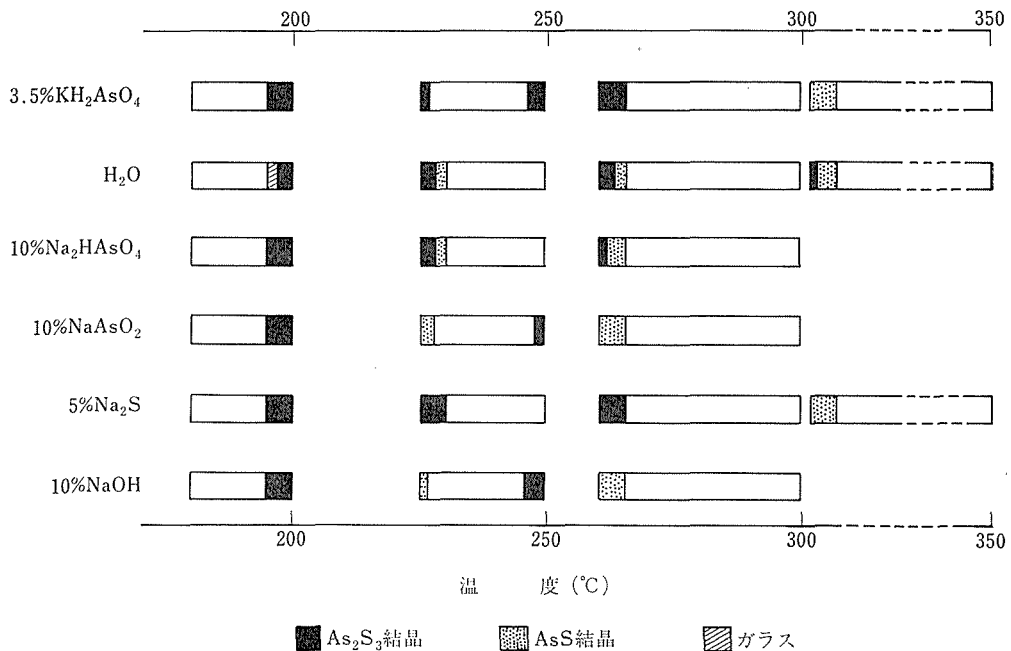 200 250 300 350
3.5%KH₂AsO₄
H₂O
10%Na₂HAsO₄
10%NaAsO₂
5%Na₂S
10%NaOH
200 250 300 350
温 度 (℃)
As₂S₃結晶 AsS結晶 ガラス